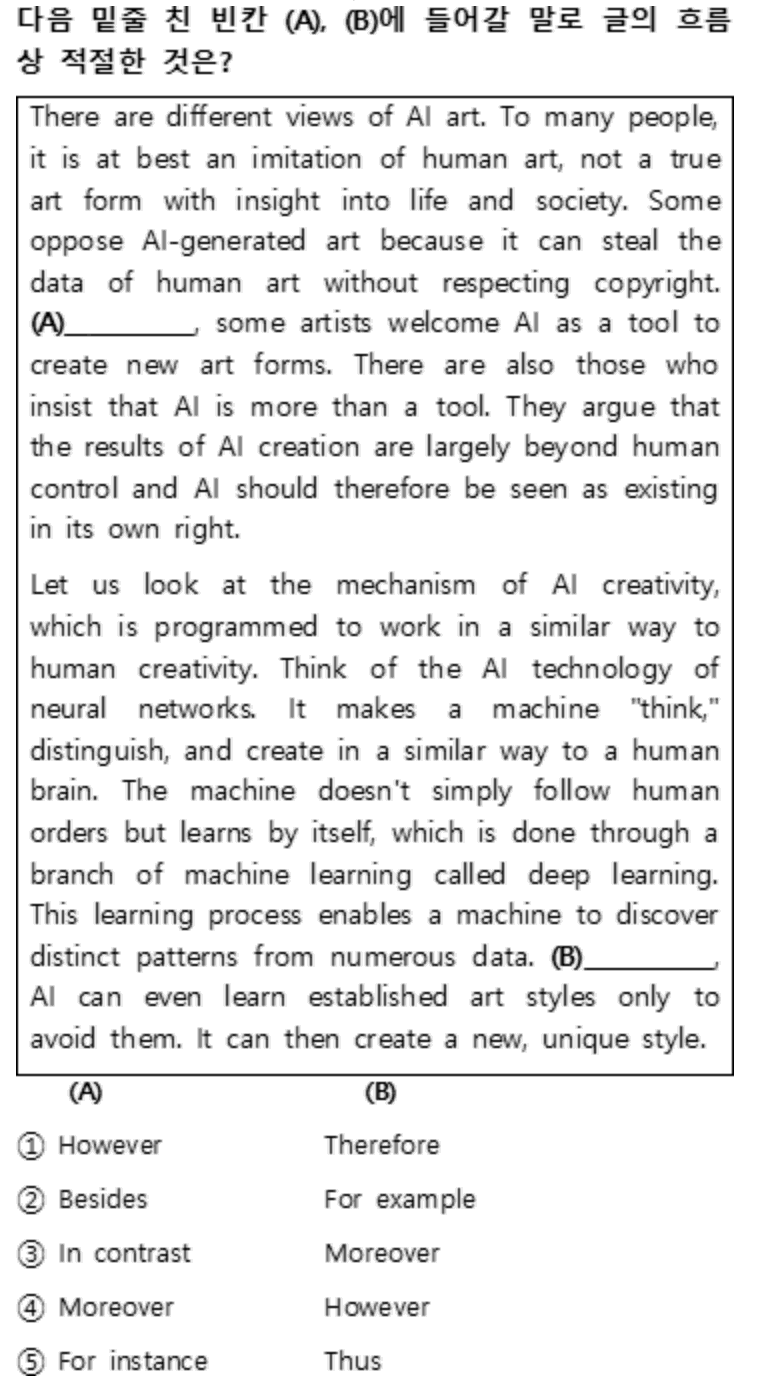 다음 밑줄 친 빈칸 (A), (B)에 들어갈 말로 글의 흐름
상 적절한 것은?
There are different views of AI art. To many people,
it is at best an imitation of human art, not a true
art form with insight into life and society. Some
oppose AI-generated art because it can steal the
data of human art without respecting copyright.
(A)__________, some artists welcome AI as a tool to
create new art forms. There are also those who
insist that AI is more than a tool. They argue that
the results of AI creation are largely beyond human
control and AI should therefore be seen as existing
in its own right.
Let us look at the mechanism of AI creativity,
which is programmed to work in a similar way to
human creativity. Think of the AI technology of
neural networks. It makes a machine "think,"
distinguish, and create in a similar way to a human
brain. The machine doesn't simply follow human
orders but learns by itself, which is done through a
branch of machine learning called deep learning.
This learning process enables a machine to discover
distinct patterns from numerous data. (B)__________,
AI can even learn established art styles only to
avoid them. It can then create a new, unique style.
(A) (B)
① However Therefore
② Besides For example
③ In contrast Moreover
④ Moreover However
⑤ For instance Thus